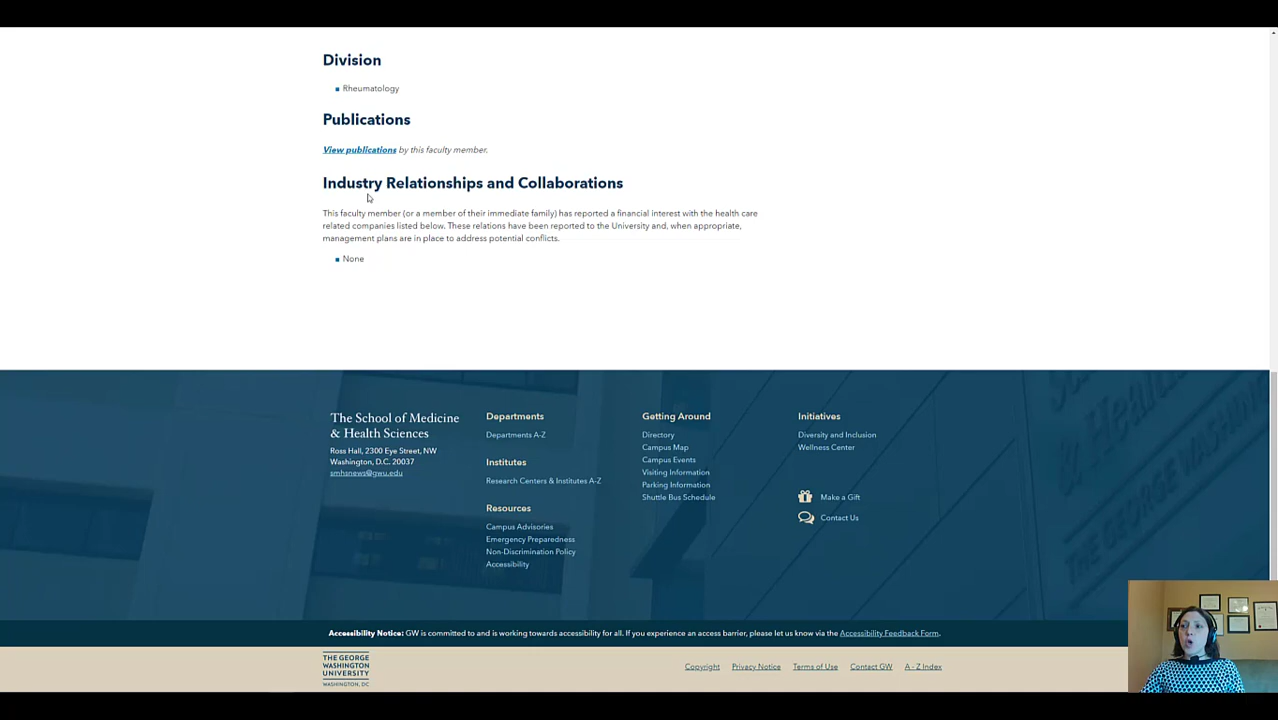 Division
Rheumatology
Publications
View publications by this faculty member.
Industry Relationships and Collaborations
This faculty member (or a member of their immediate family) has reported a financial interest with the health care
related companies listed below. These relations have been reported to the University and, when appropriate,
management plans are in place to address potential conflicts.
None
The School of Medicine
& Health Sciences
Ross Hall, 2300 Eye Street, NW
Washington, D.C. 20037
smhsnews@gwu.edu
Departments
Departments A-Z
Institutes
Research Centers & Institutes A-Z
Resources
Campus Advisories
Emergency Preparedness
Non-Discrimination Policy
Accessibility
Getting Around
Directory
Campus Map
Campus Events
Visiting Information
Parking Information
Shuttle Bus Schedule
Initiatives
Diversity and Inclusion
Wellness Center
Make a Gift
Contact Us
Accessibility Notice: GW is committed to and is working towards accessibility for all. If you experience an access barrier, please let us know via the Accessibility Feedback Form.
THE GEORGE
WASHINGTON
UNIVERSITY
WASHINGTON, DC
Copyright Privacy Notice Terms of Use Contact GW A - Z Index